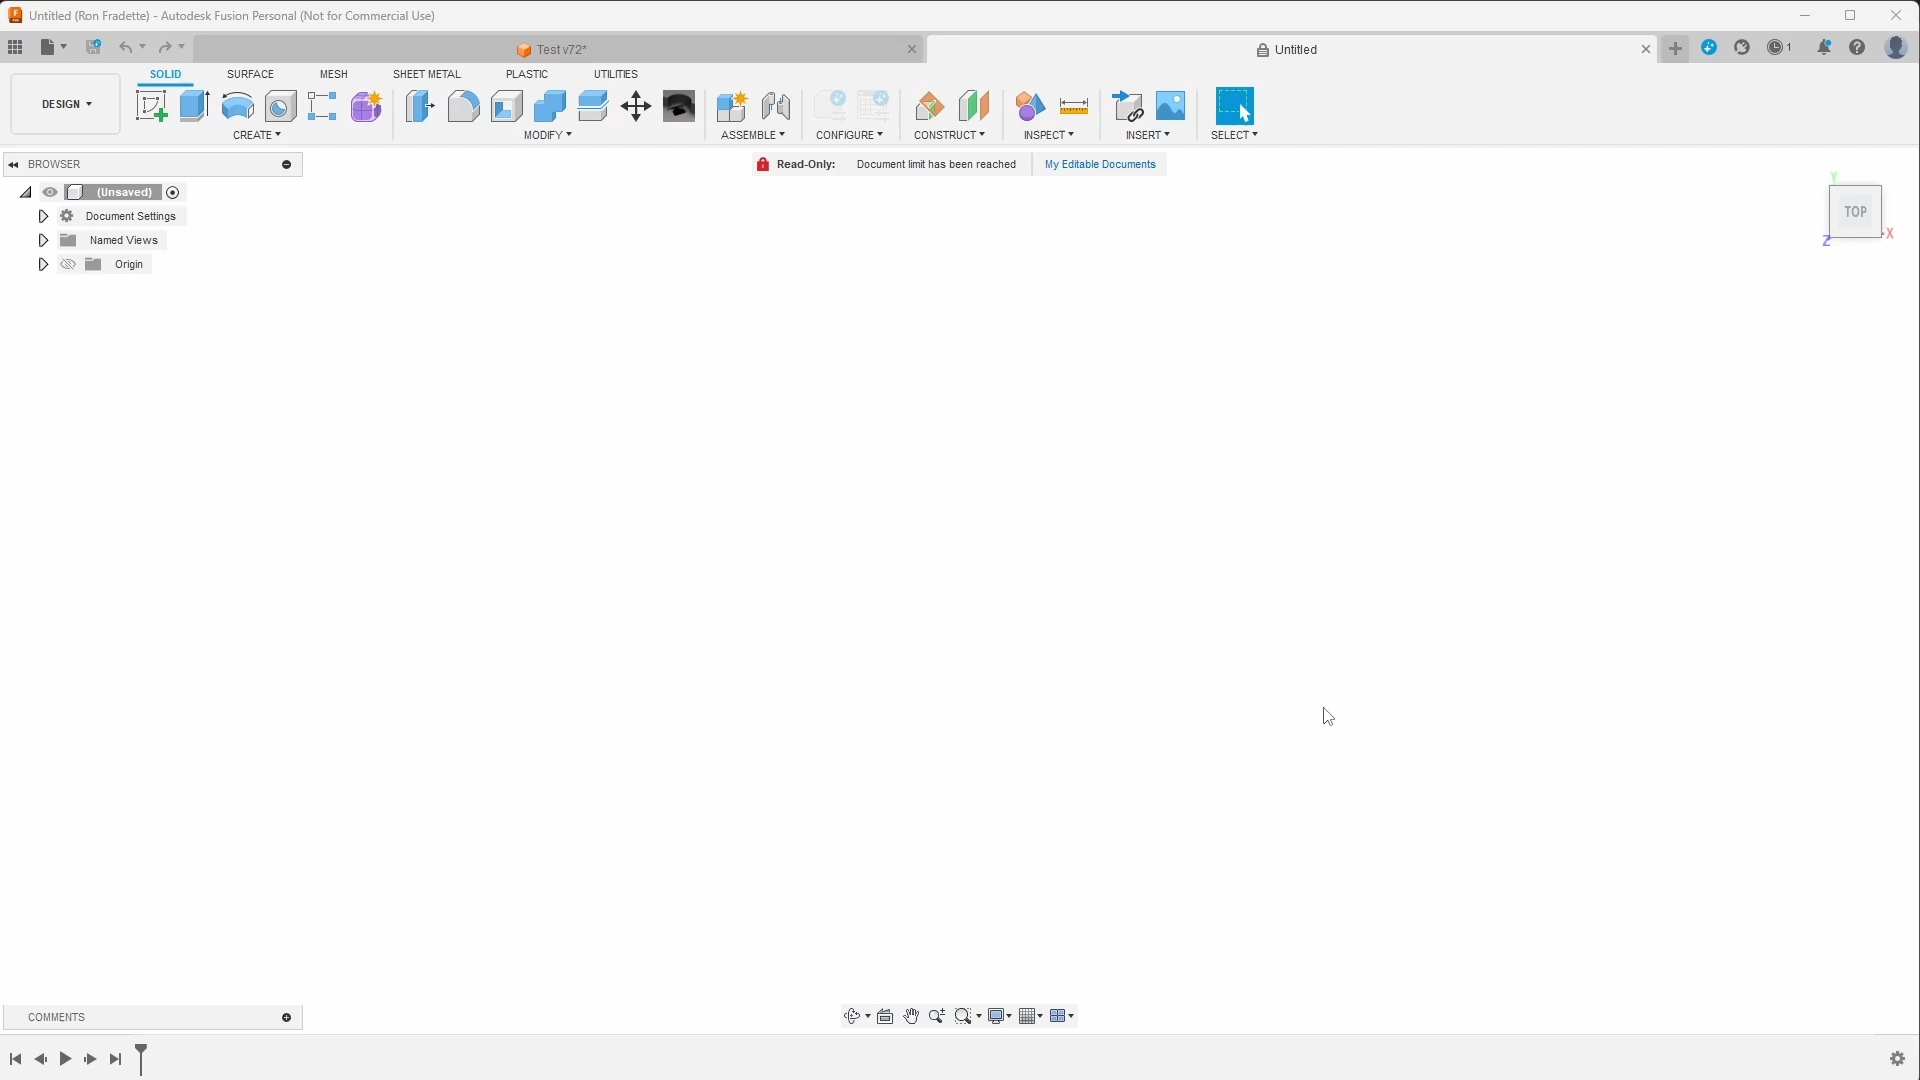 Untitled (Ron Fradette) - Autodesk Fusion Personal (Not for Commercial Use)
Test v72*
Untitled
1
DESIGN
SOLID
SURFACE
MESH
SHEET METAL
PLASTIC
UTILITIES
CREATE
MODIFY
ASSEMBLE
CONFIGURE
CONSTRUCT
INSPECT
INSERT
SELECT
BROWSER
Read-Only: Document limit has been reached My Editable Documents
(Unsaved)
Document Settings
Named Views
Origin
Y
TOP
X
Z
COMMENTS